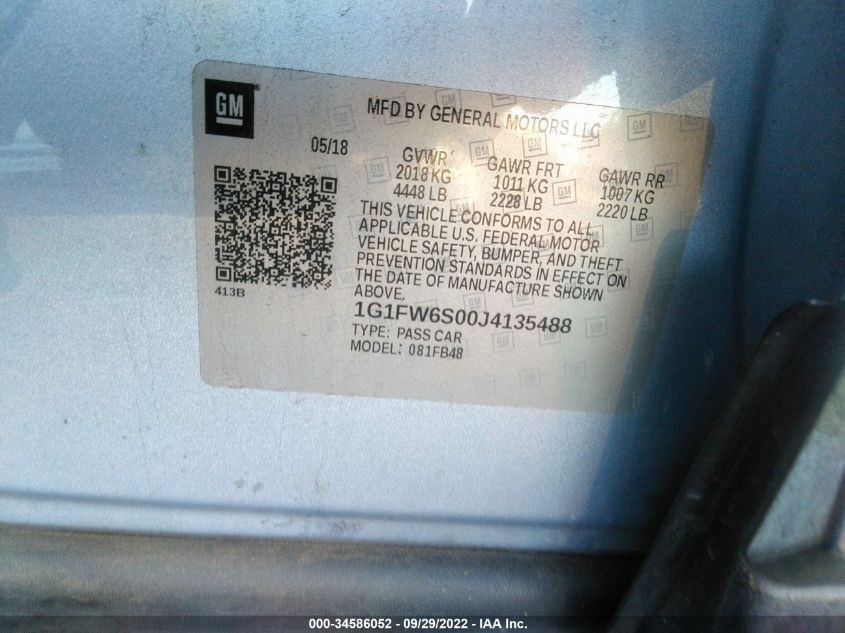 GM
MFD BY GENERAL MOTORS LLC
05/18
GVWR GAWR FRT GAWR RR
2018 KG 1011 KG 1007 KG
4448 LB 2228 LB 2220 LB
THIS VEHICLE CONFORMS TO ALL
APPLICABLE U.S. FEDERAL MOTOR
VEHICLE SAFETY, BUMPER, AND THEFT
PREVENTION STANDARDS IN EFFECT ON
THE DATE OF MANUFACTURE SHOWN
ABOVE.
413B
1G1FW6S00J4135488
TYPE: PASS CAR
MODEL: 081FB48
000-34586052 - 09/29/2022 - IAA Inc.